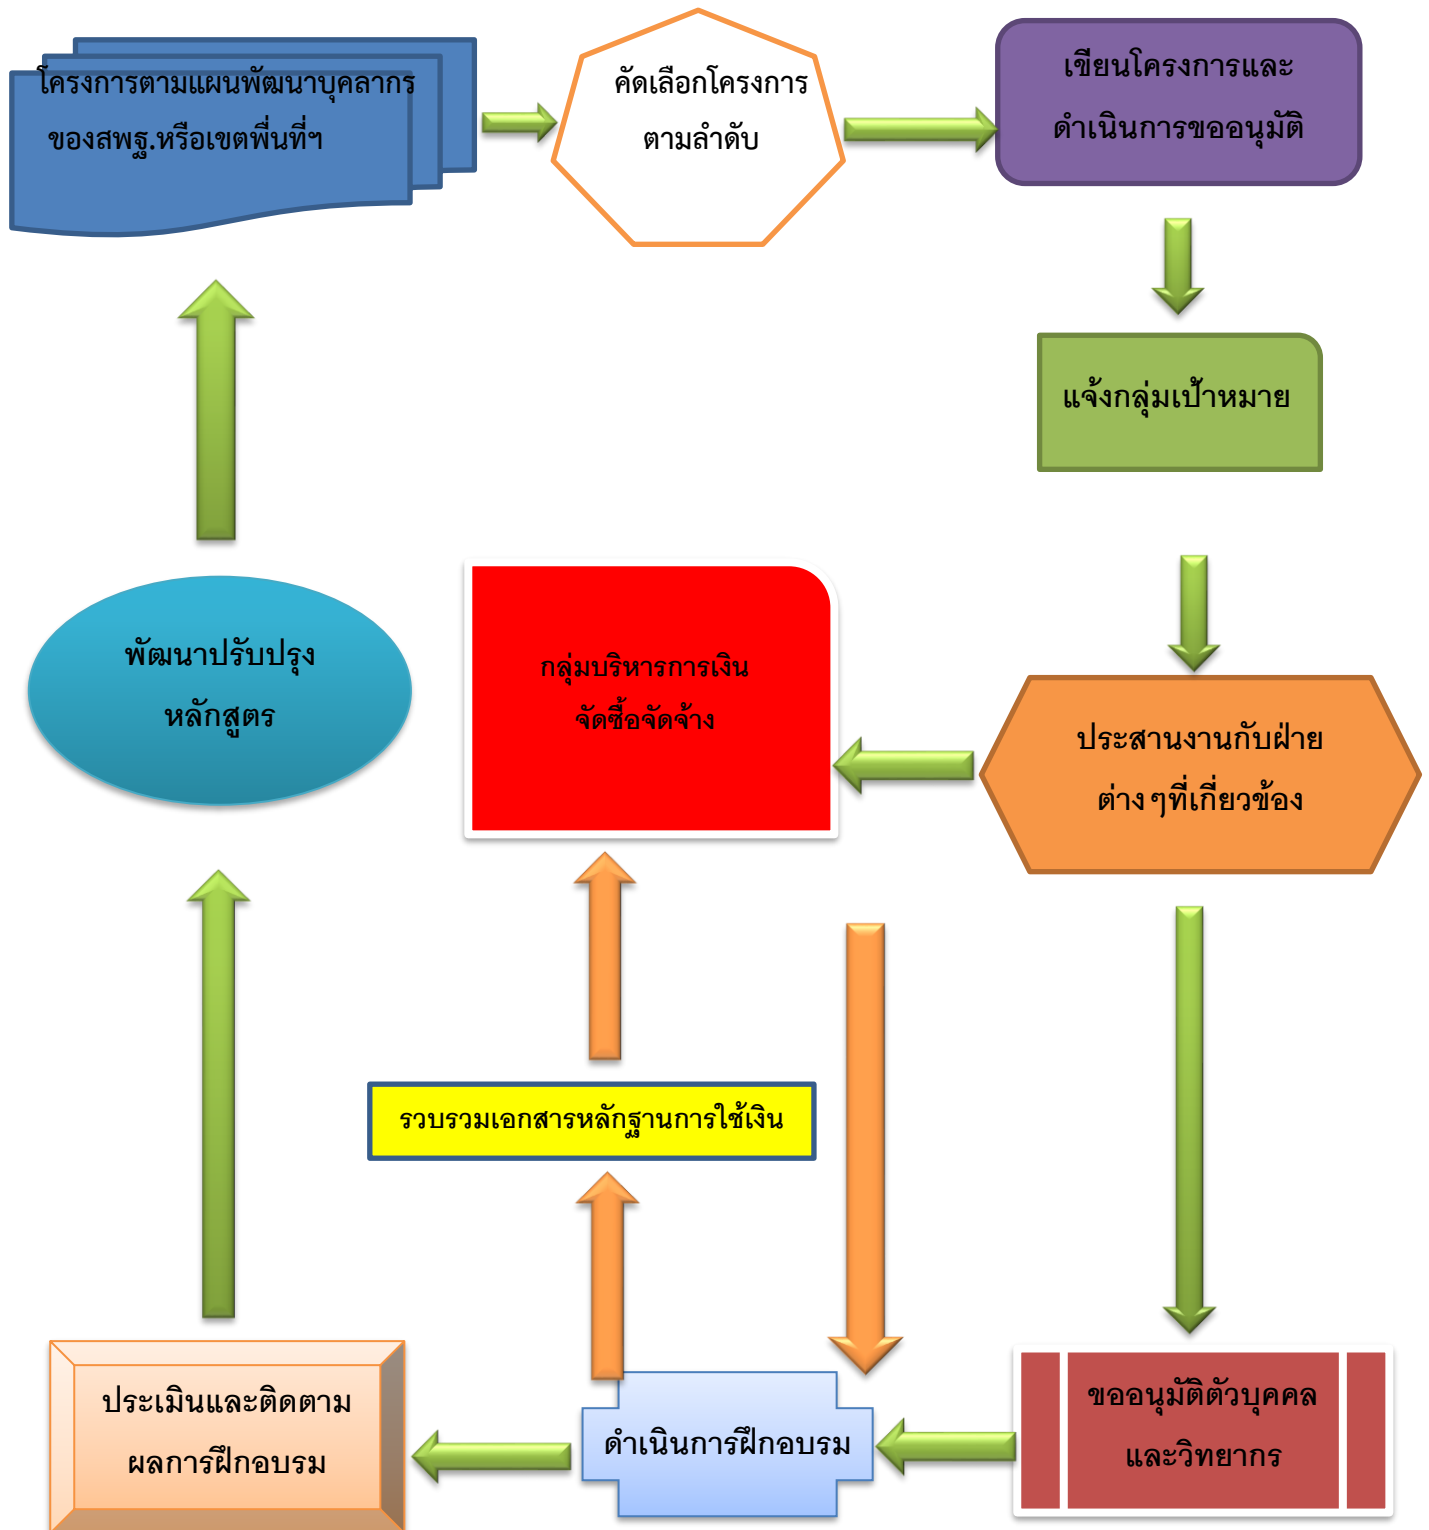 โครงการตามแผนพัฒนาบุคลากร
ของสพฐ.หรือเขตพื่นที่ฯ
คัดเลือกโครงการ
ตามลำดับ
เขียนโครงการและ
ดำเนินการขออนุมัติ
แจ้งกลุ่มเป้าหมาย
พัฒนาปรับปรุง
หลักสูตร
กลุ่มบริหารการเงิน
จัดซื้อจัดจ้าง
ประสานงานกับฝ่าย
ต่าง ๆที่เกี่ยวข้อง
รวบรวมเอกสารหลักฐานการใช้เงิน
ประเมินและติดตาม
ผลการฝึกอบรม
ดำเนินการฝึกอบรม
ขออนุมัติตัวบุคคล
และวิทยากร